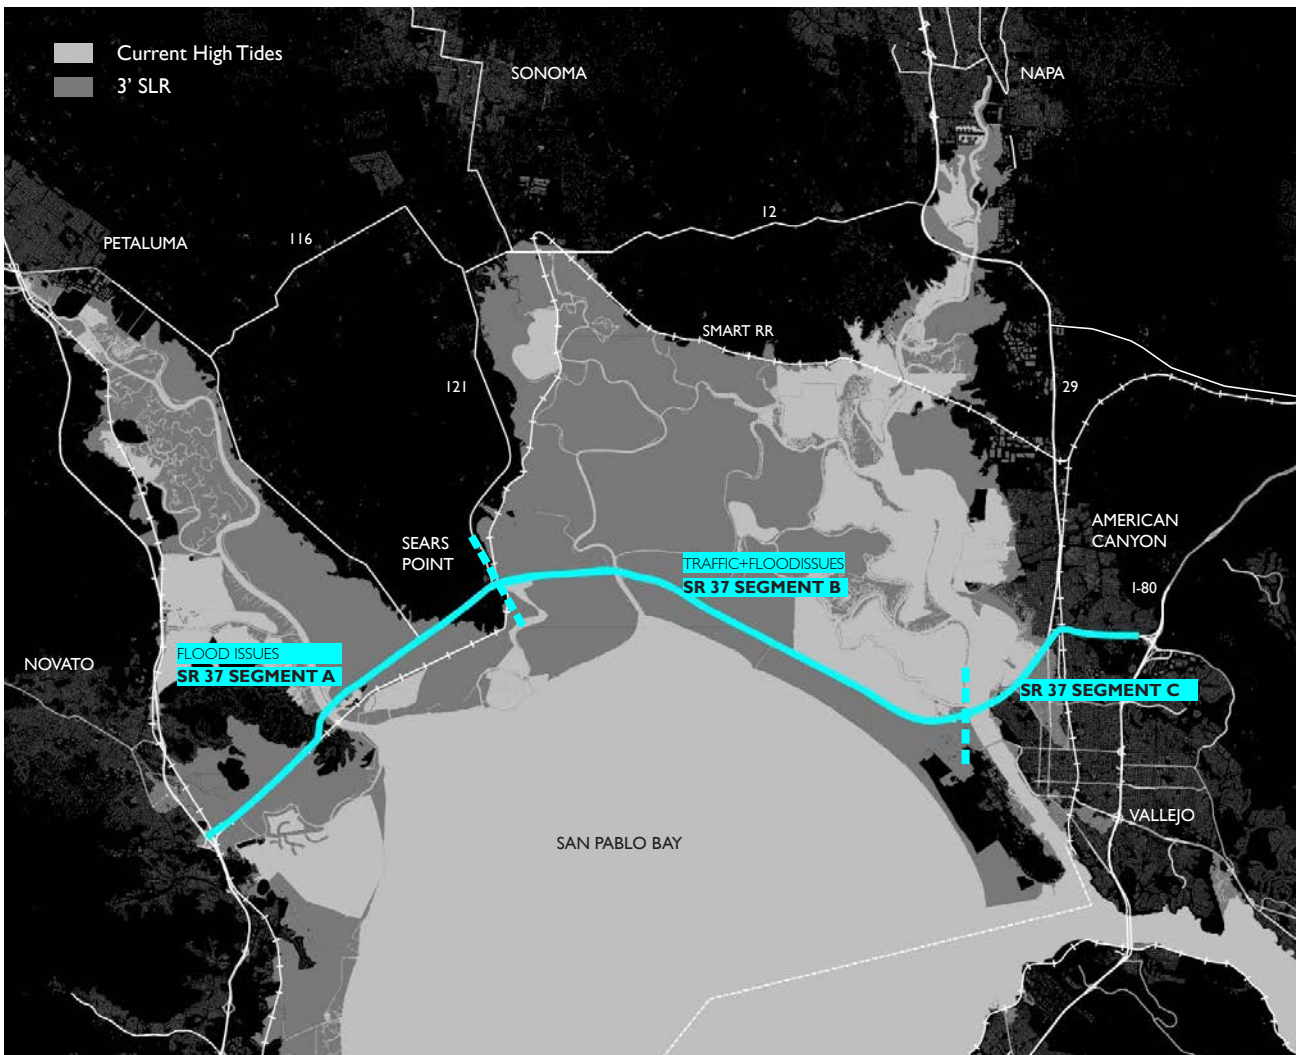 Current High Tides
3’ SLR
SONOMA
NAPA
12
116
PETALUMA
SMART RR
121
29
SEARS
POINT
AMERICAN
CANYON
TRAFFIC+FLOODISSUES
SR 37 SEGMENT B
I-80
FLOOD ISSUES
SR 37 SEGMENT A
NOVATO
SR 37 SEGMENT C
VALLEJO
SAN PABLO BAY